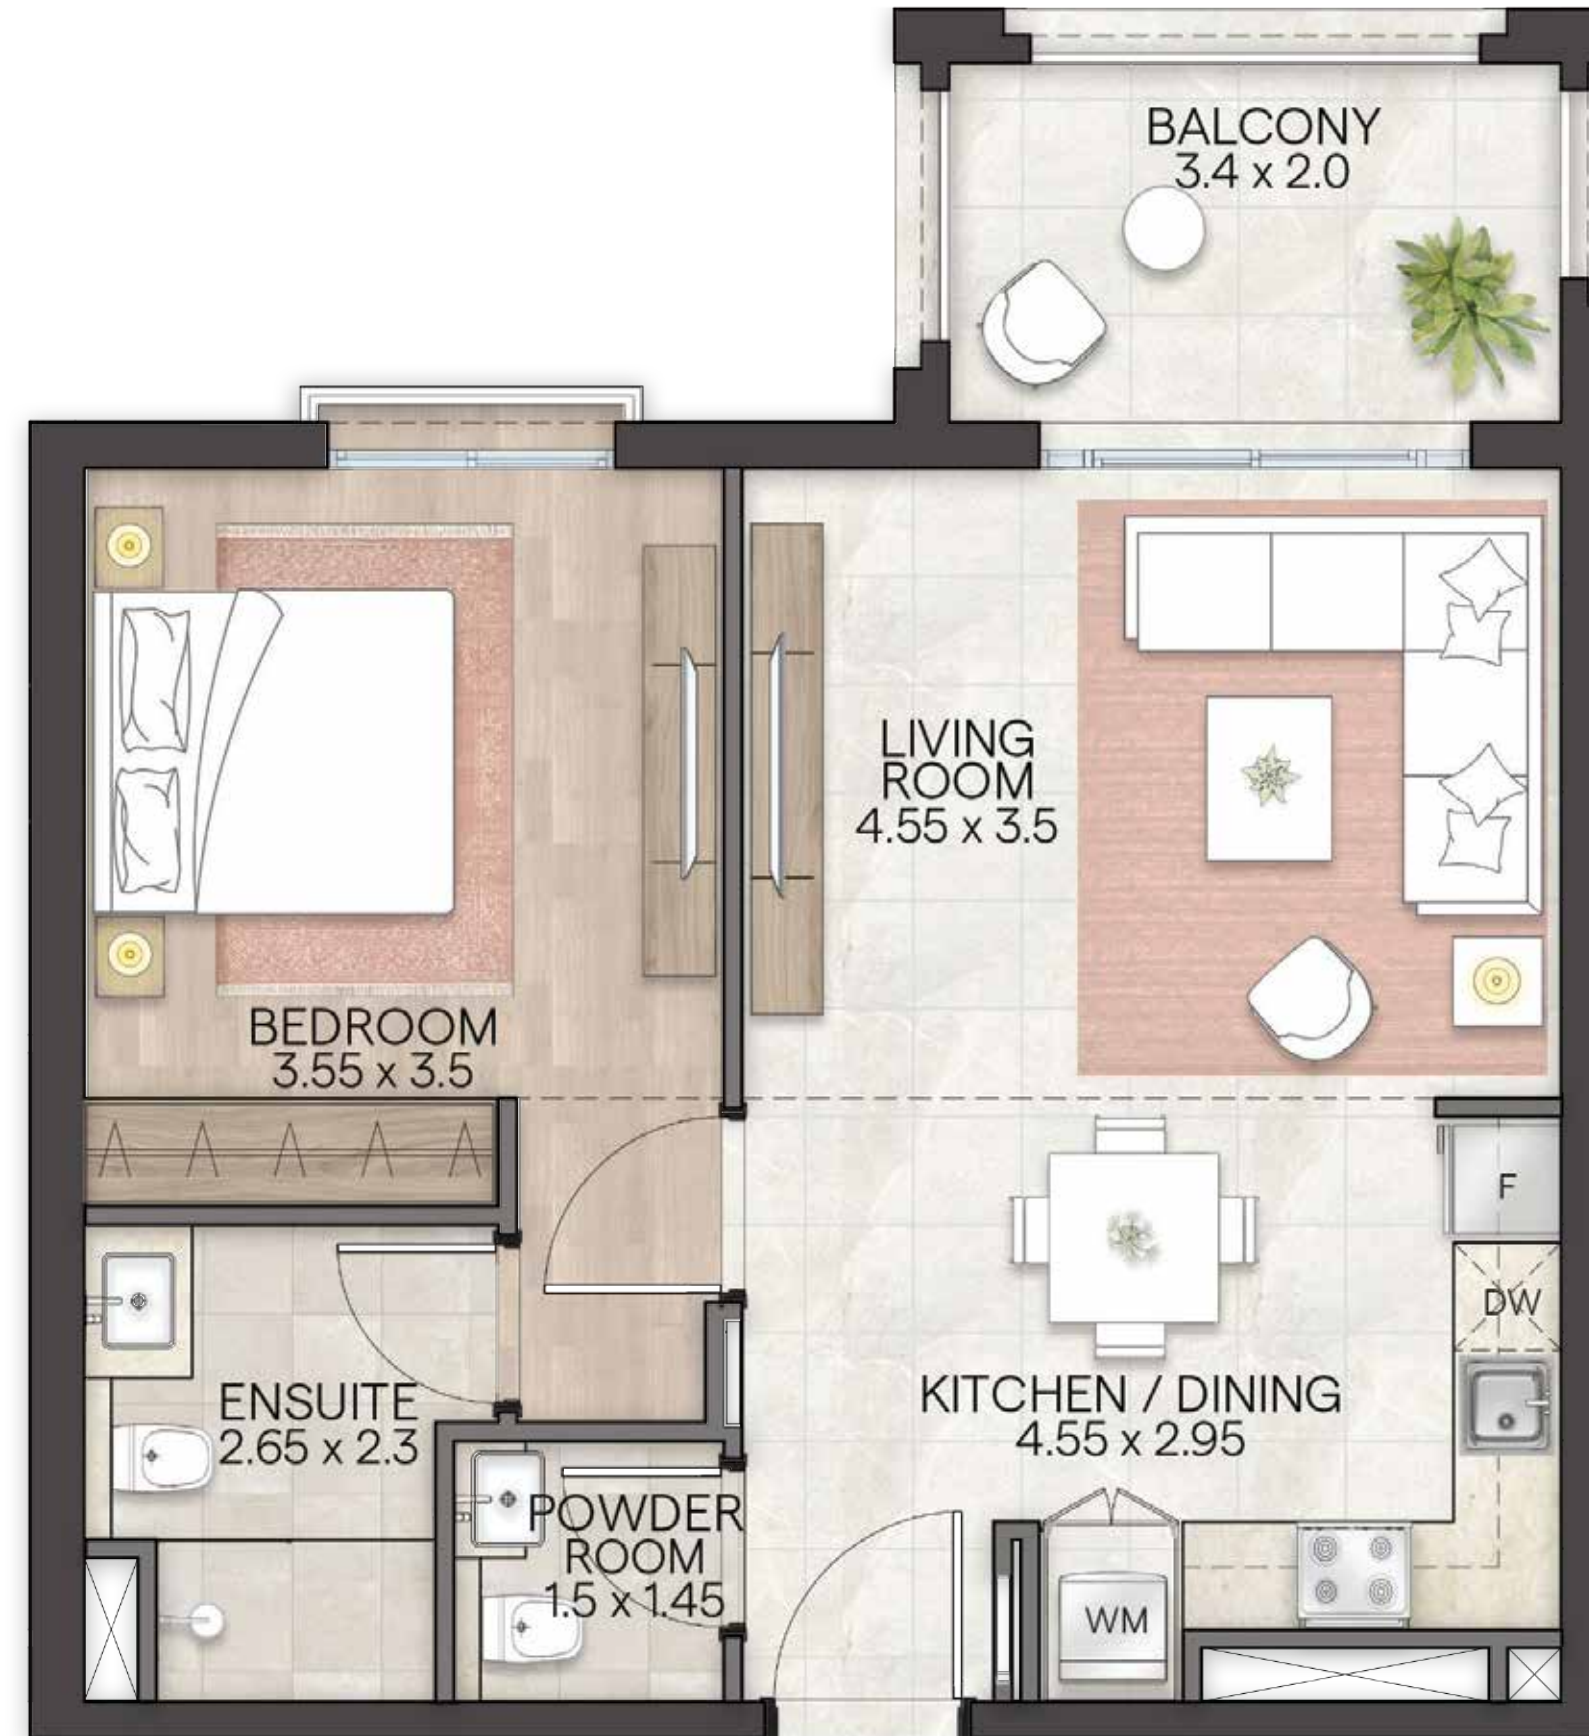 BALCONY
3.4 x 2.0
LIVING
ROOM
4.55 x 3.5
BEDROOM
3.55 x 3.5
F
DW
ENSUITE
2.65 x 2.3
KITCHEN / DINING
4.55 x 2.95
POWDER
ROOM
1.5 x 1.45
WM